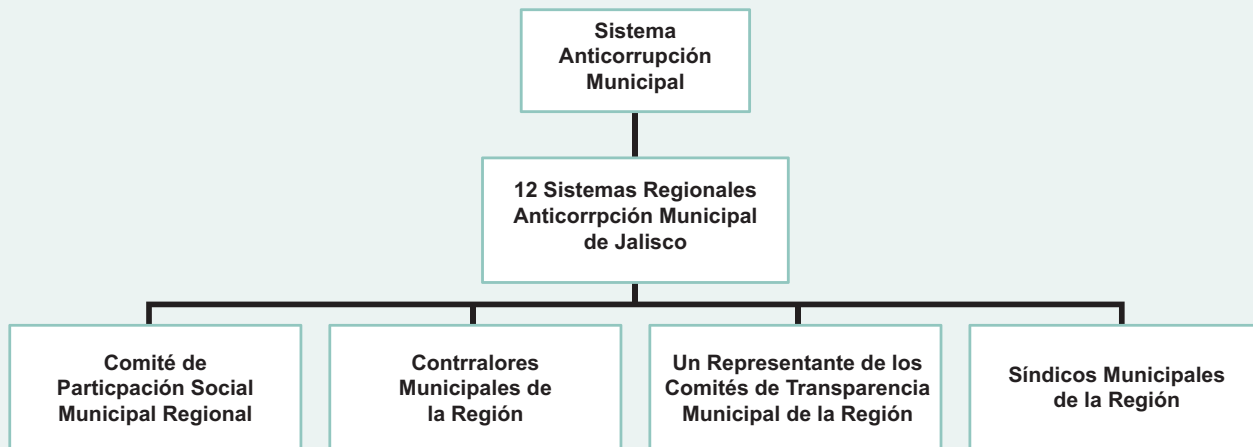 Sistema
Anticorrupción
Municipal
12 Sistemas Regionales
Anticorrpción Municipal
de Jalisco
Comité de
Particpación Social
Municipal Regional
Contrralores
Municipales de
la Región
Un Representante de los
Comités de Transparencia
Municipal de la Región
Síndicos Municipales
de la Región